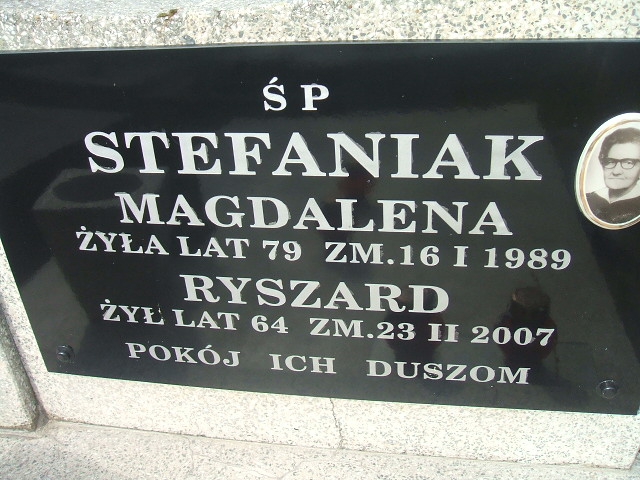 ŚP
STEFANIAK
MAGDALENA
ŻYŁA LAT 79 ZM.16 I 1989
RYSZARD
ŻYŁ LAT 64 ZM.23 II 2007
POKÓJ ICH DUSZOM